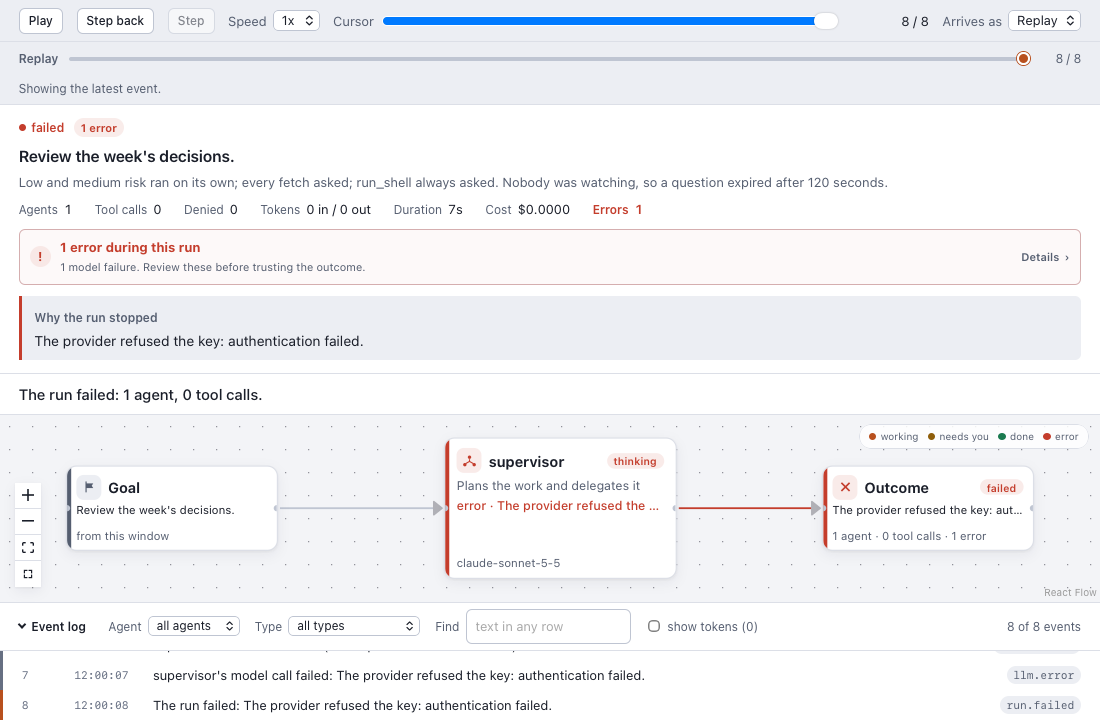 Play Step back Step Speed 1x Cursor 8 / 8 Arrives as Replay
Replay 8 / 8
Showing the latest event.
failed 1 error
Review the week's decisions.
Low and medium risk ran on its own; every fetch asked; run_shell always asked. Nobody was watching, so a question expired after 120 seconds.
Agents 1 Tool calls 0 Denied 0 Tokens 0 in / 0 out Duration 7s Cost $0.0000 Errors 1
! 1 error during this run
1 model failure. Review these before trusting the outcome.
Details ›
Why the run stopped
The provider refused the key: authentication failed.
The run failed: 1 agent, 0 tool calls.
working needs you done error
Goal
Review the week's decisions.
from this window
supervisor thinking
Plans the work and delegates it
error · The provider refused the ...
claude-sonnet-5-5
Outcome failed
The provider refused the key: aut...
1 agent · 0 tool calls · 1 error
React Flow
Event log Agent all agents Type all types Find text in any row show tokens (0) 8 of 8 events
7 12:00:07 supervisor's model call failed: The provider refused the key: authentication failed. llm.error
8 12:00:08 The run failed: The provider refused the key: authentication failed. run.failed